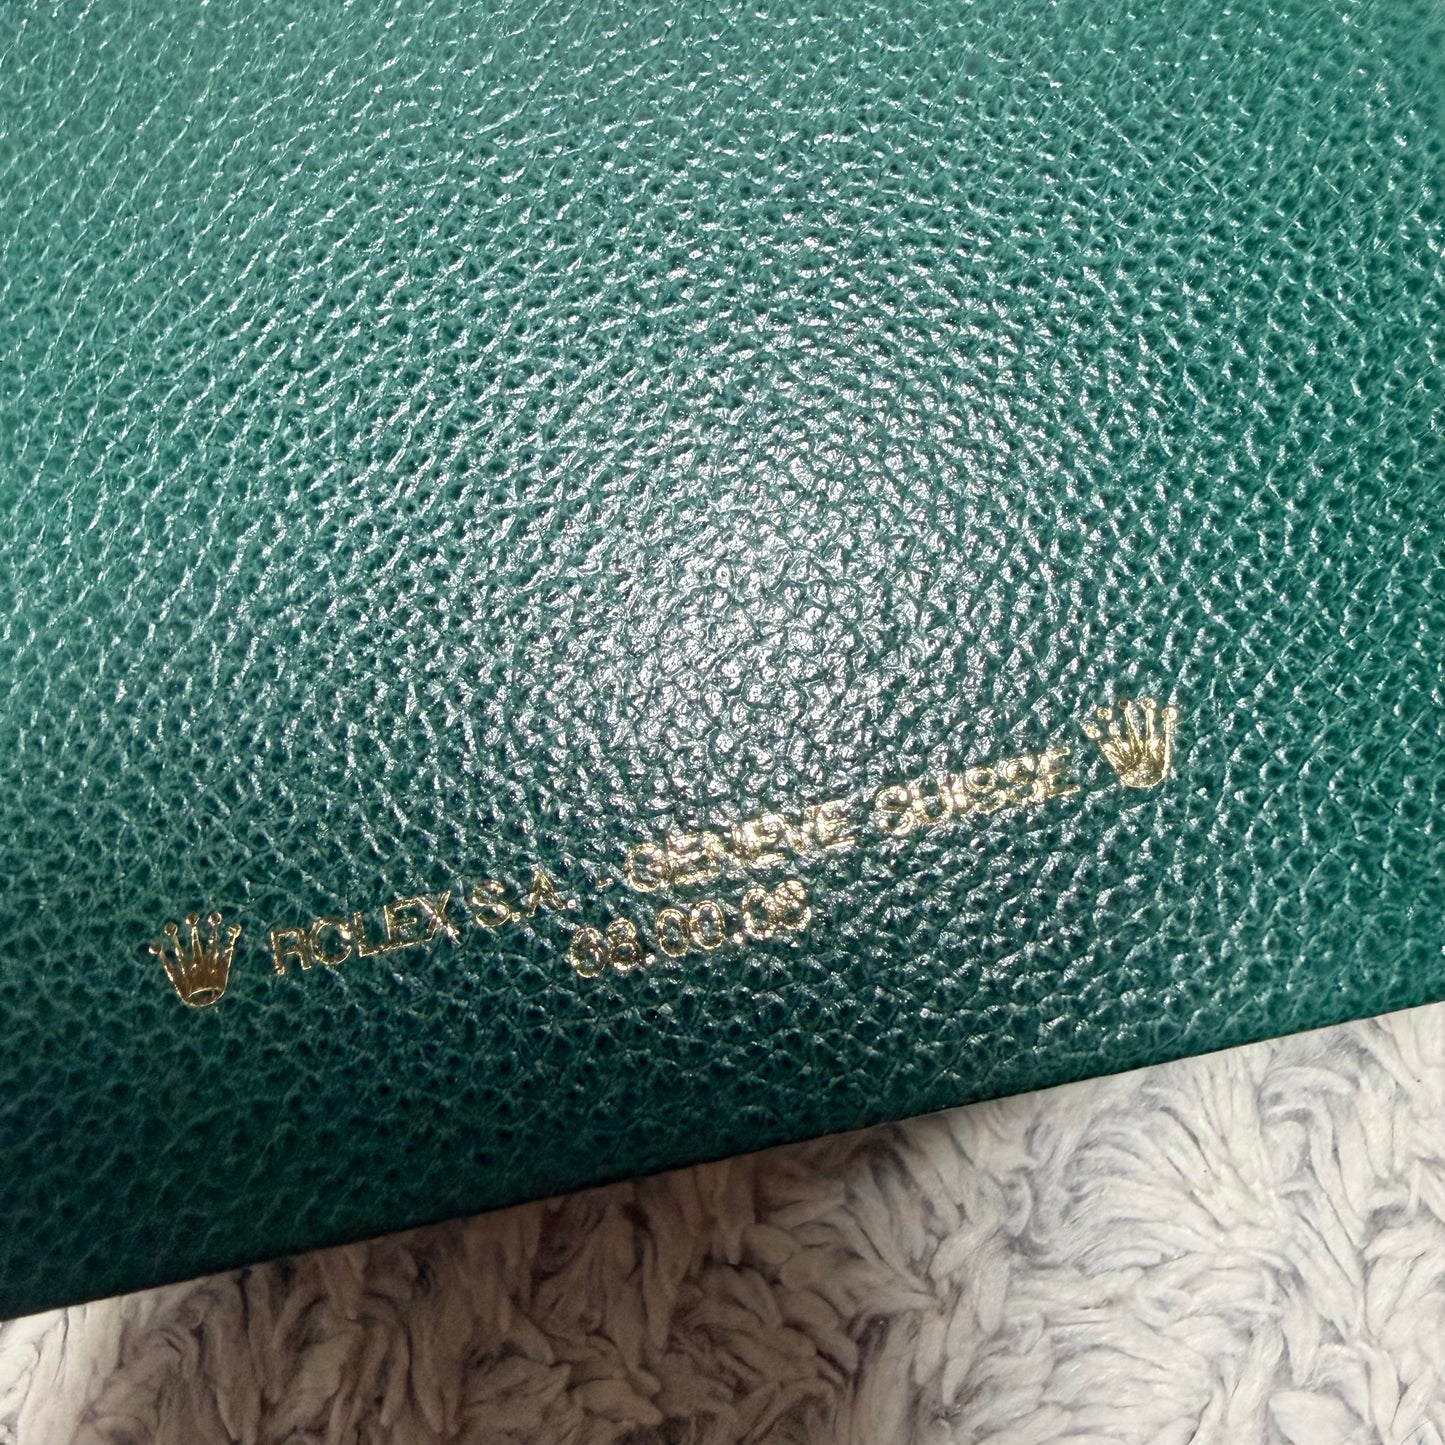 ROLEX S.A. - GENEVE SUISSE
68.00.08